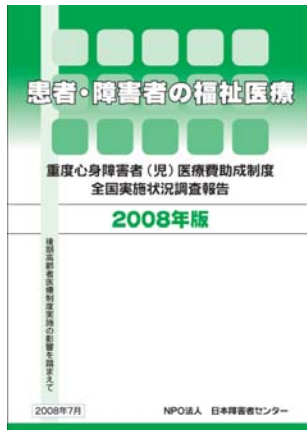 患者・障害者の福祉医療
重度心身障害者（児）医療費助成制度
全国実施状況調査報告
2008年版
後期高齢者医療制度実施の影響を踏まえて
2008年7月
NPO法人 日本障害者センター